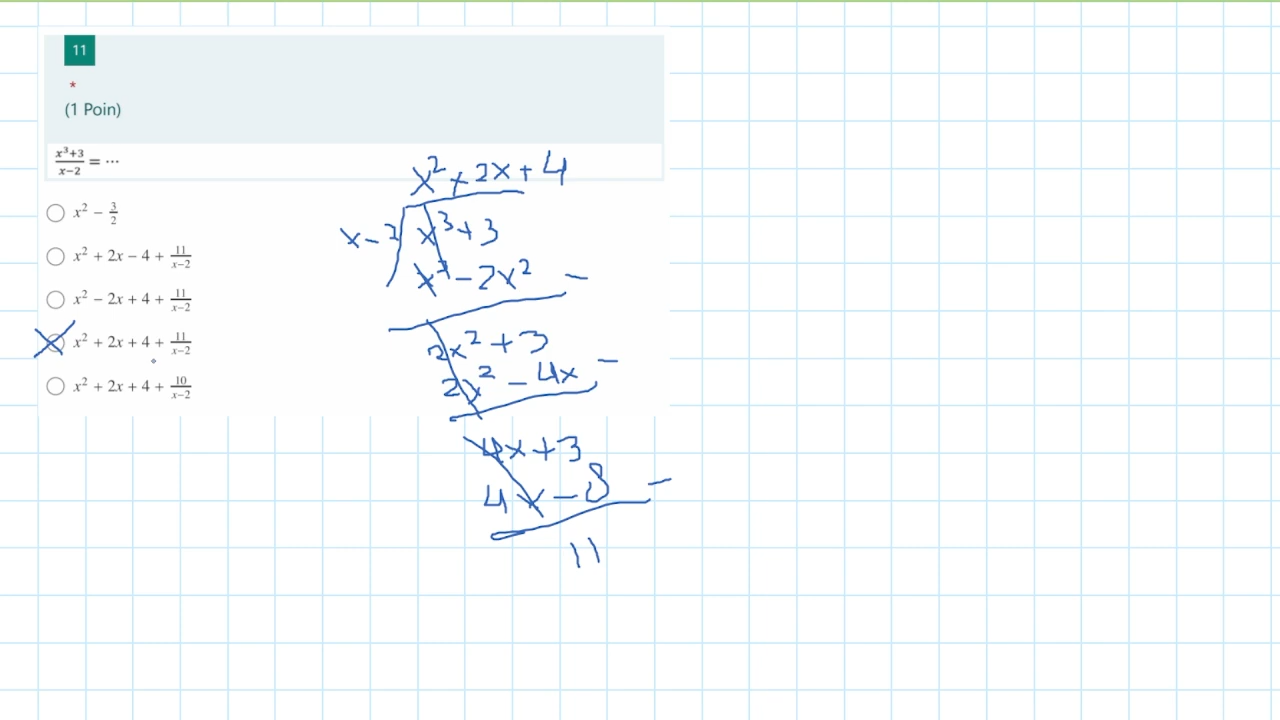 11
*
(1 Poin)
x³+3/x−2 = ···
x² − 3/2
x² + 2x − 4 + 11/x−2
x² − 2x + 4 + 11/x−2
x² + 2x + 4 + 11/x−2
x² + 2x + 4 + 10/x−2
x² + 2x + 4
x − 2 x³ + 3
x³ − 2x² −
2x² + 3
2x² − 4x −
4x + 3
4x − 8 −
11